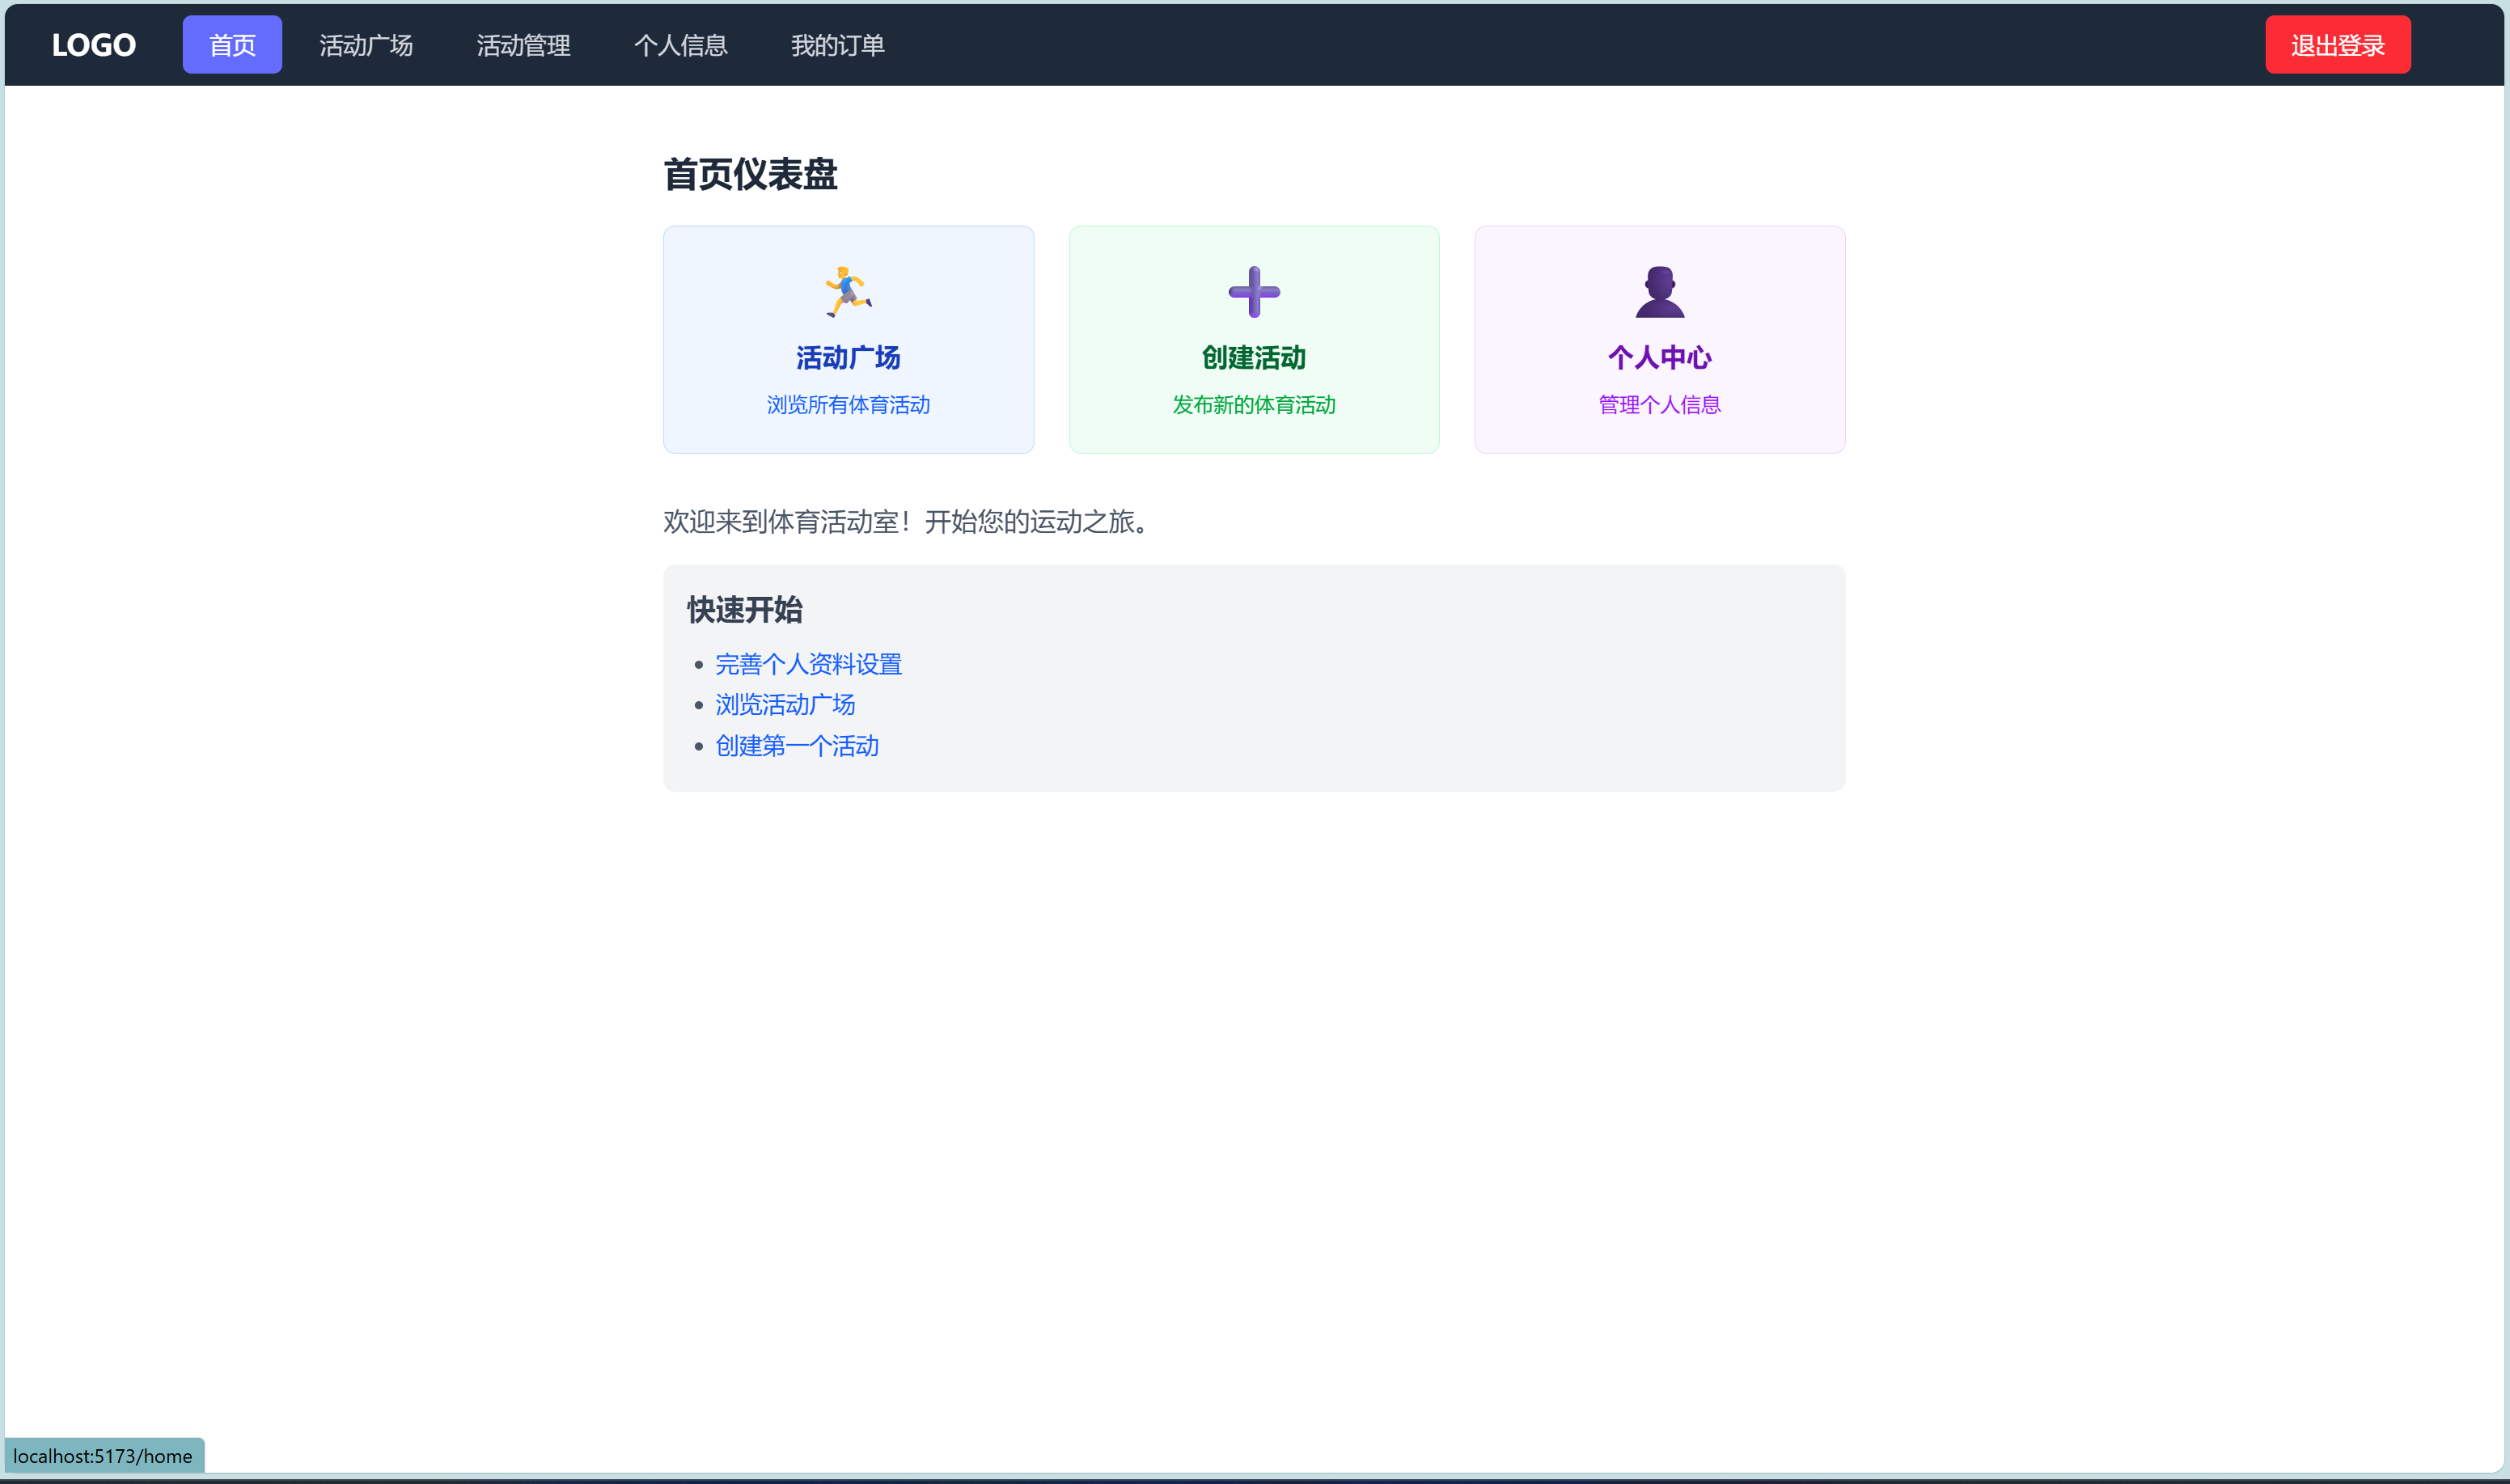 LOGO 首页 活动广场 活动管理 个人信息 我的订单 退出登录
首页仪表盘
活动广场
浏览所有体育活动
创建活动
发布新的体育活动
个人中心
管理个人信息
欢迎来到体育活动室！开始您的运动之旅。
快速开始
完善个人资料设置
浏览活动广场
创建第一个活动
localhost:5173/home